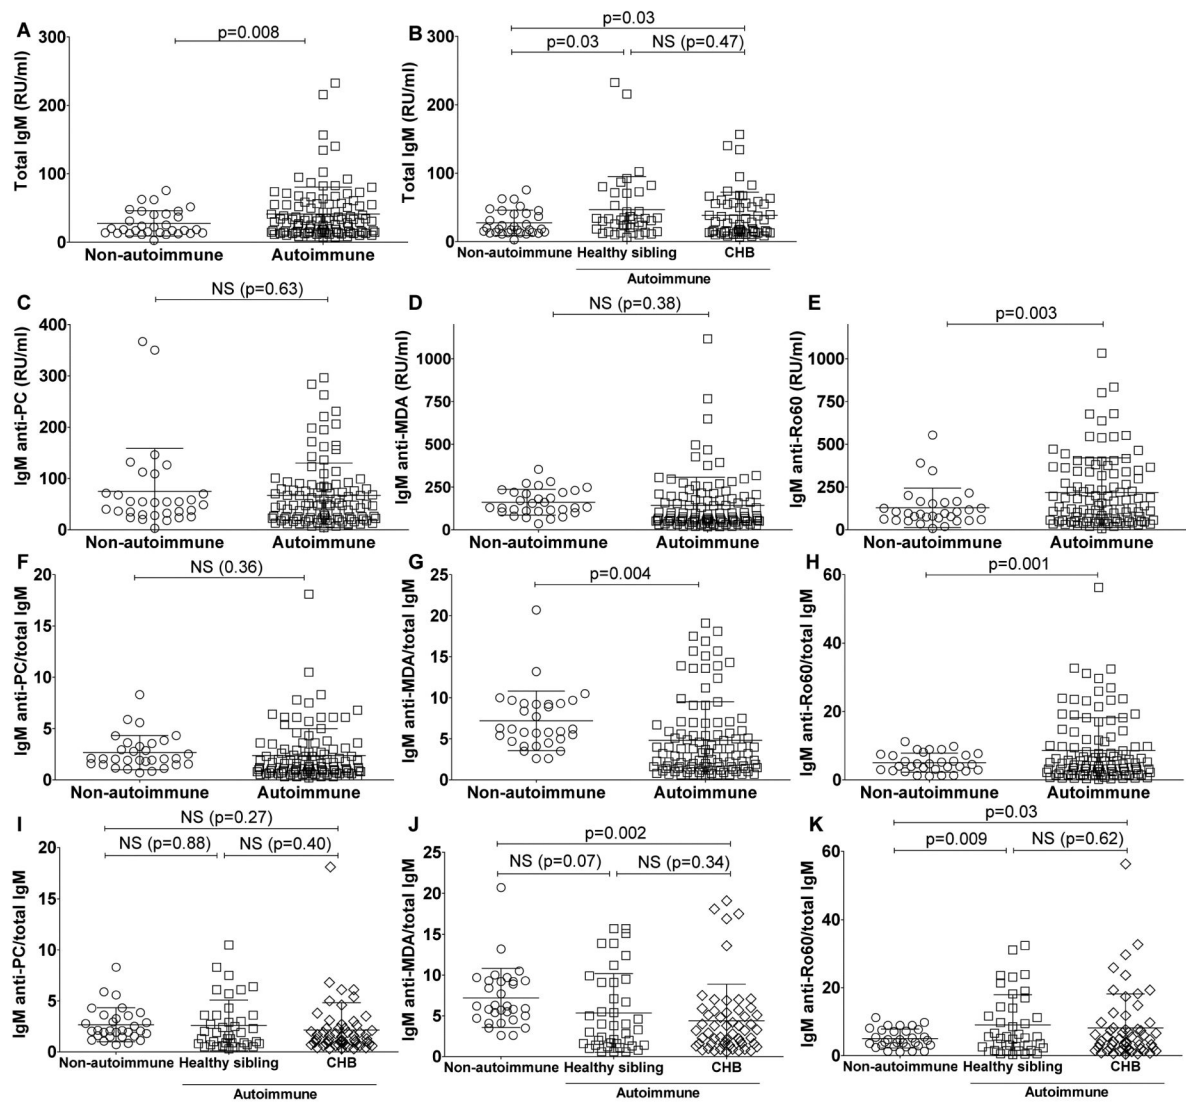 A
p=0.008
Total IgM (RU/ml)
300
200
100
0
Non-autoimmune Autoimmune
B
p=0.03
p=0.03 NS (p=0.47)
Total IgM (RU/ml)
300
200
100
0
Non-autoimmune Healthy sibling CHB
Autoimmune
C
NS (p=0.63)
IgM anti-PC (RU/ml)
400
300
200
100
0
Non-autoimmune Autoimmune
D
NS (p=0.38)
IgM anti-MDA (RU/ml)
1000
750
500
250
0
Non-autoimmune Autoimmune
E
p=0.003
IgM anti-Ro60 (RU/ml)
1000
750
500
250
0
Non-autoimmune Autoimmune
F
NS (0.36)
IgM anti-PC/total IgM
20
15
10
5
0
Non-autoimmune Autoimmune
G
p=0.004
IgM anti-MDA/total IgM
25
20
15
10
5
0
Non-autoimmune Autoimmune
H
p=0.001
IgM anti-Ro60/total IgM
60
40
20
0
Non-autoimmune Autoimmune
I
NS (p=0.27)
NS (p=0.88) NS (p=0.40)
IgM anti-PC/total IgM
20
15
10
5
0
Non-autoimmune Healthy sibling CHB
Autoimmune
J
p=0.002
NS (p=0.07) NS (p=0.34)
IgM anti-MDA/total IgM
25
20
15
10
5
0
Non-autoimmune Healthy sibling CHB
Autoimmune
K
p=0.03
p=0.009 NS (p=0.62)
IgM anti-Ro60/total IgM
60
40
20
0
Non-autoimmune Healthy sibling CHB
Autoimmune